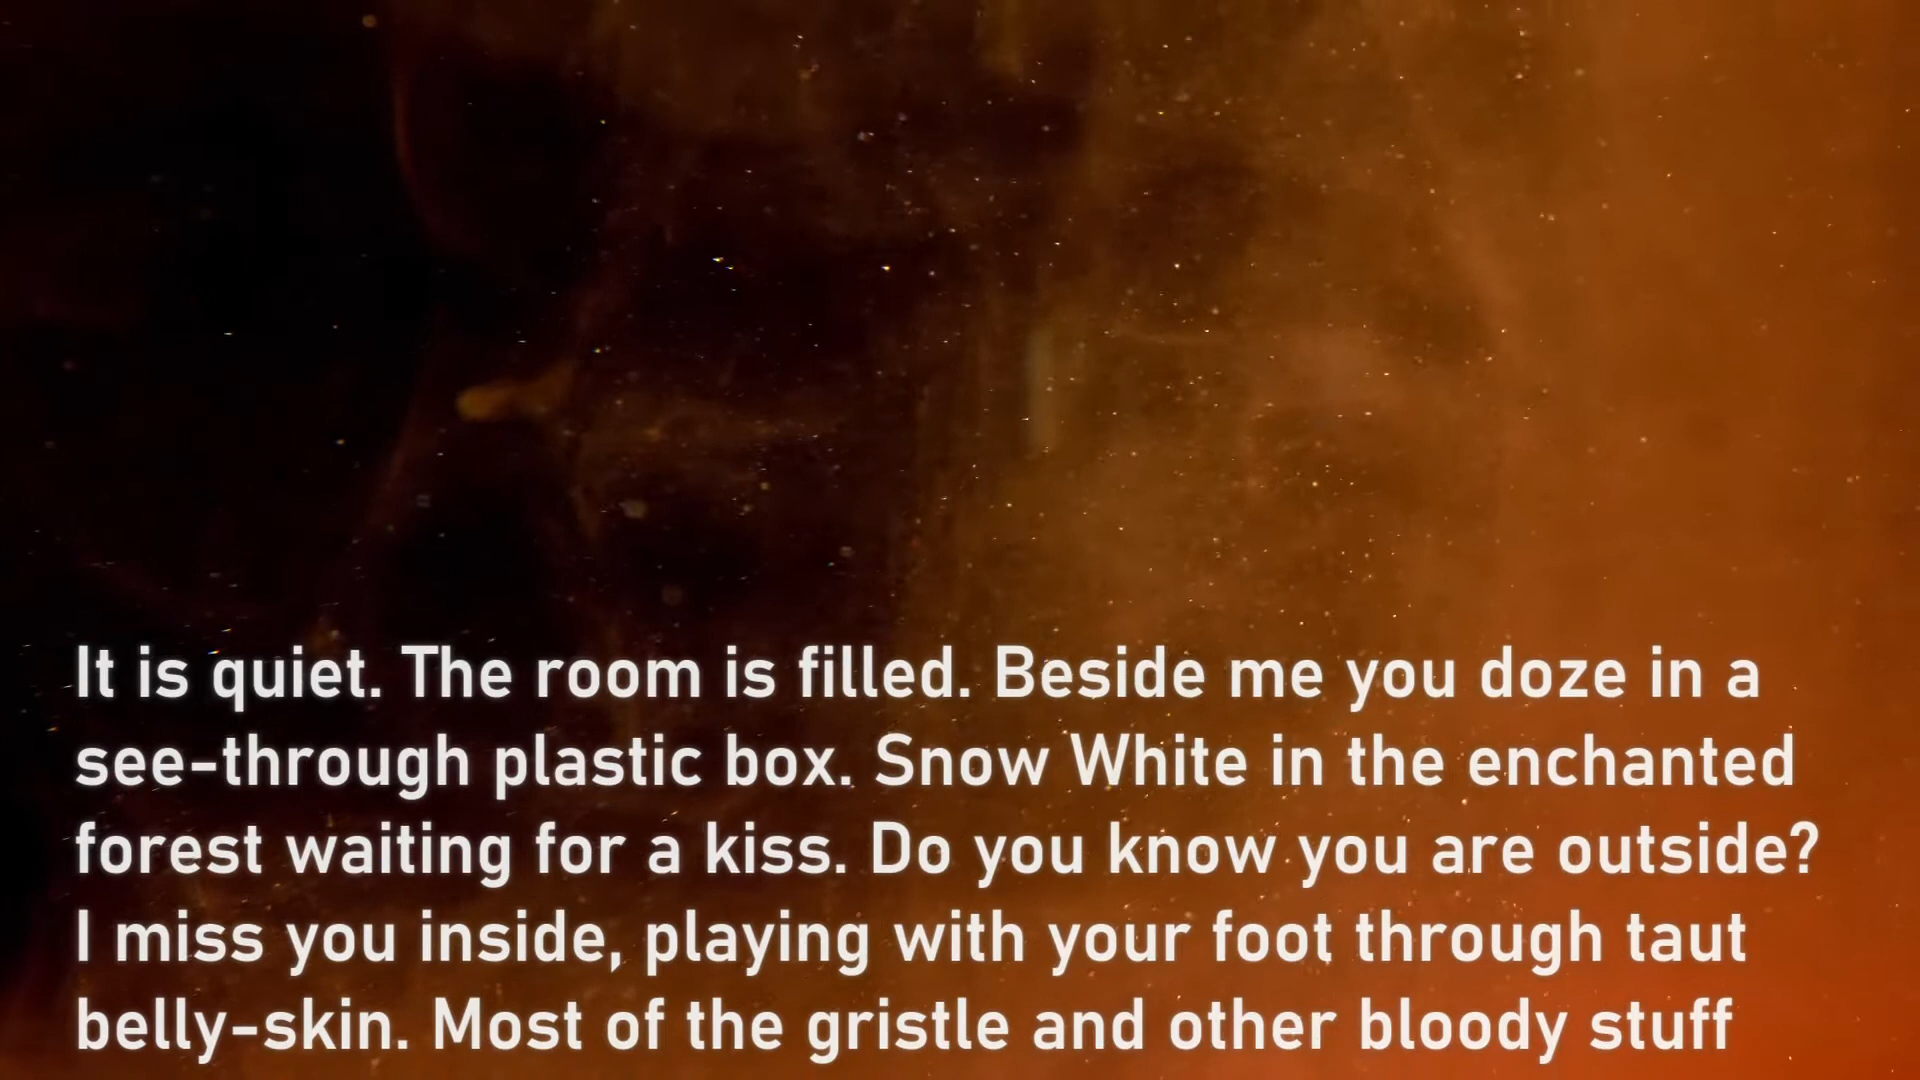 It is quiet. The room is filled. Beside me you doze in a
see-through plastic box. Snow White in the enchanted
forest waiting for a kiss. Do you know you are outside?
I miss you inside, playing with your foot through taut
belly-skin. Most of the gristle and other bloody stuff